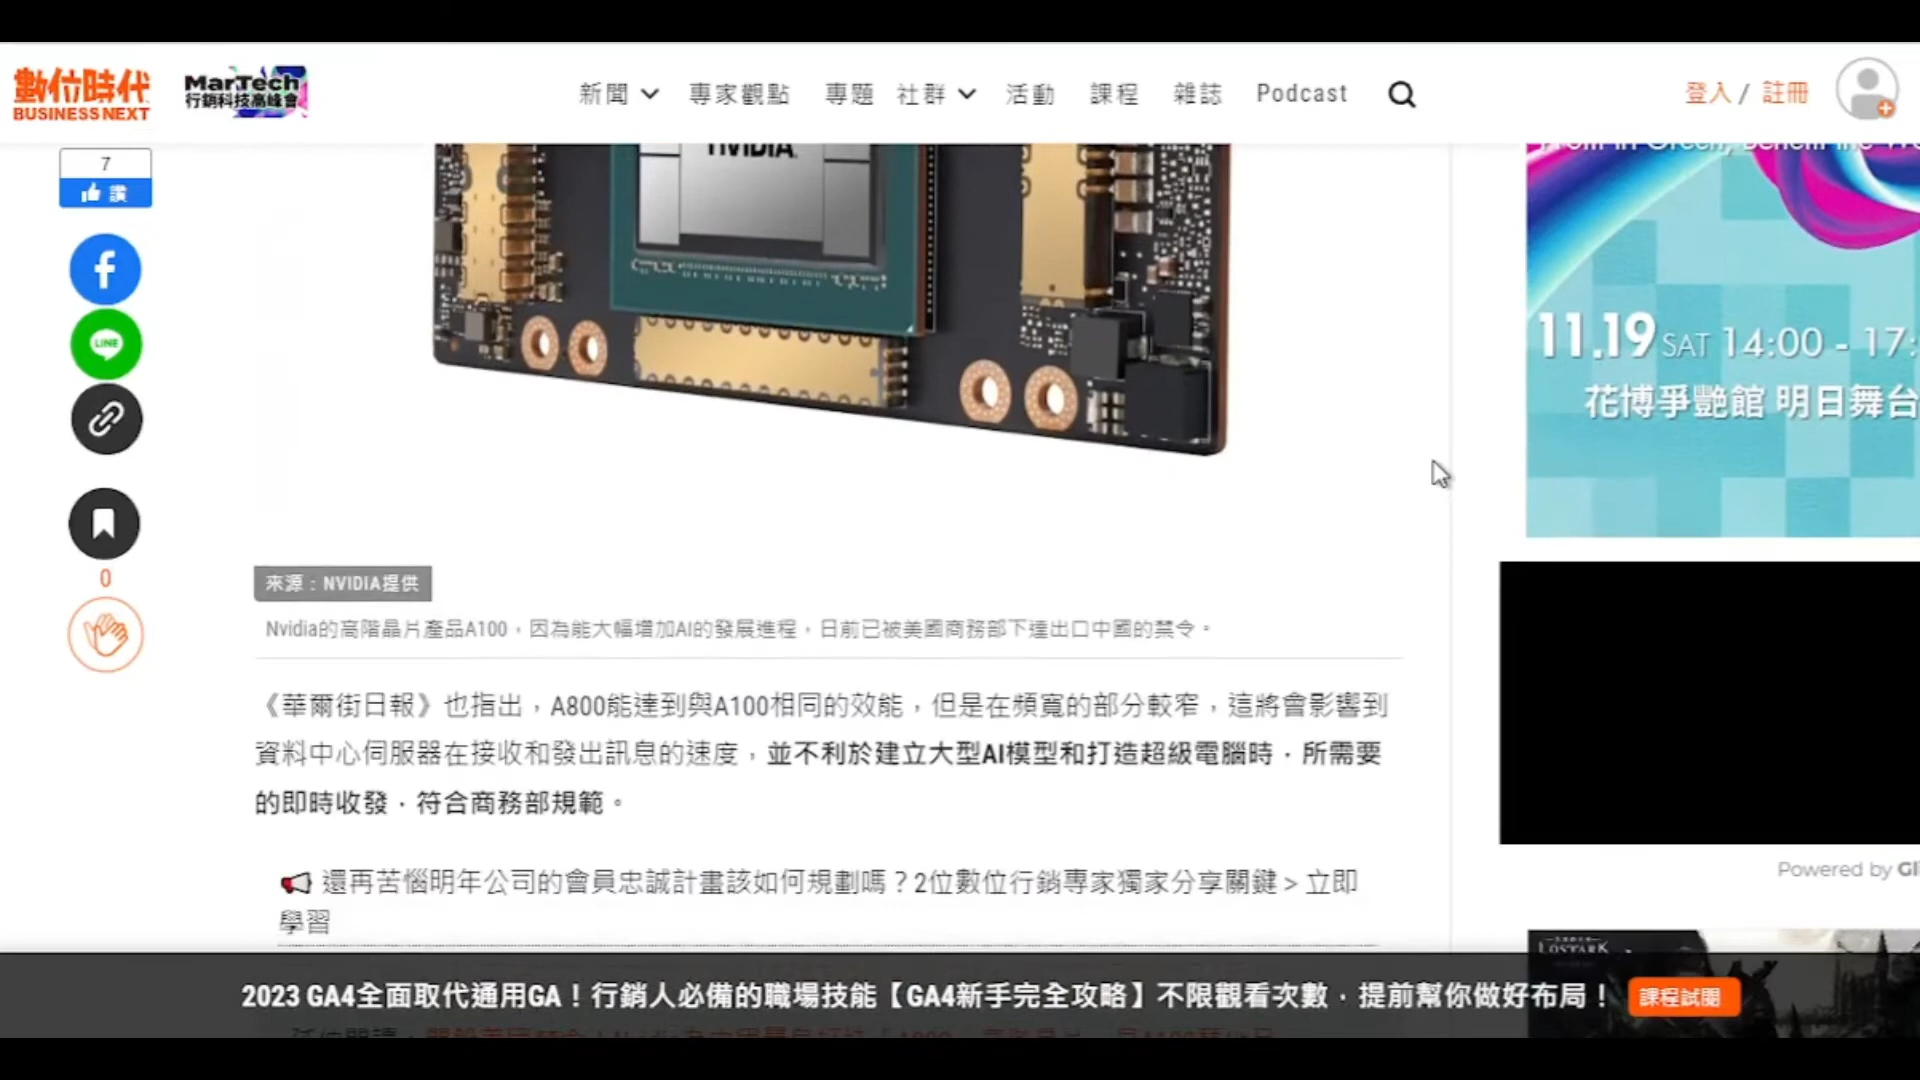 數位時代
BUSINESS NEXT
MarTech
行銷科技高峰會
新聞 專家觀點 專題 社群 活動 課程 雜誌 Podcast
登入 / 註冊
7
讚
LINE
NVIDIA.
11.19 SAT 14:00 - 17:
花博爭艷館 明日舞台
來源：NVIDIA提供
Nvidia的高階晶片產品A100，因為能大幅增加AI的發展進程，日前已被美國商務部下達出口中國的禁令。
0
《華爾街日報》也指出，A800能達到與A100相同的效能，但是在頻寬的部分較窄，這將會影響到
資料中心伺服器在接收和發出訊息的速度，並不利於建立大型AI模型和打造超級電腦時，所需要
的即時收發，符合商務部規範。
Powered by Gli
還再苦惱明年公司的會員忠誠計畫該如何規劃嗎？2位數位行銷專家獨家分享關鍵 > 立即
學習
LOST ARK
2023 GA4全面取代通用GA！行銷人必備的職場技能【GA4新手完全攻略】不限觀看次數，提前幫你做好布局！
課程試閱